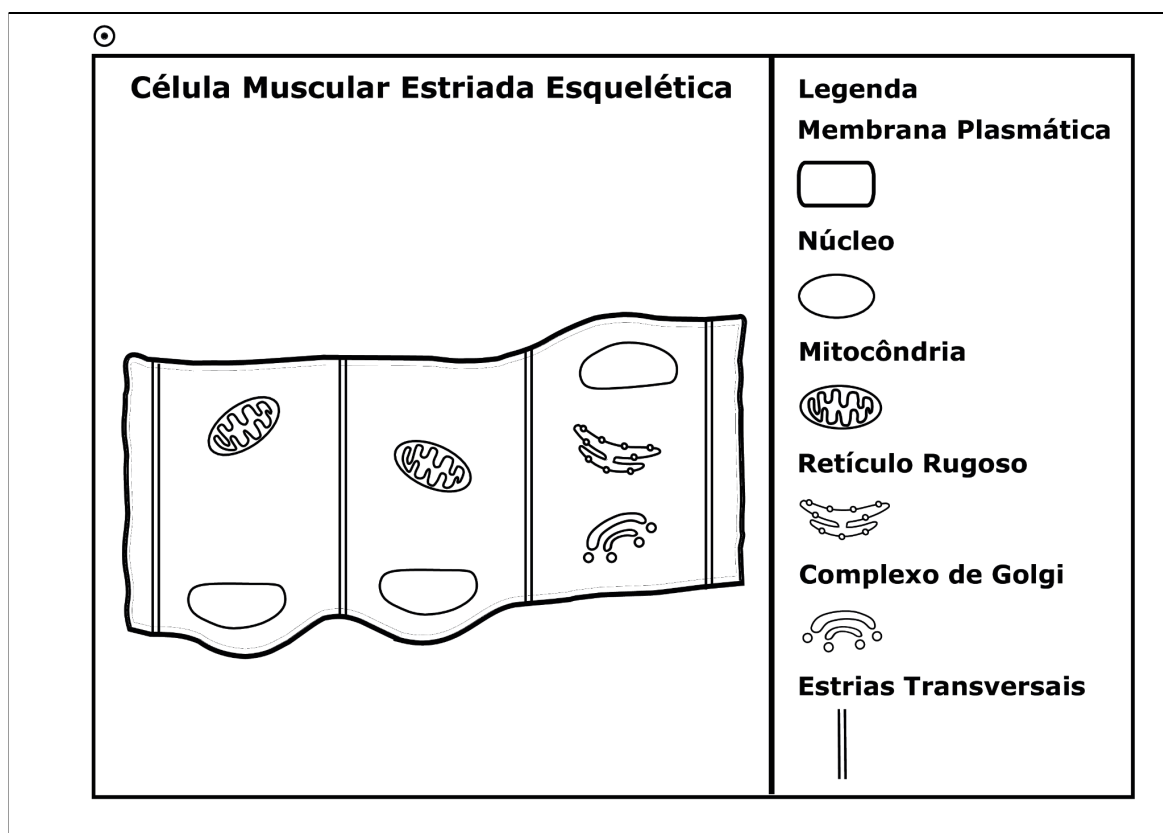 Célula Muscular Estriada Esquelética
Legenda
Membrana Plasmática
Núcleo
Mitocôndria
Retículo Rugoso
Complexo de Golgi
Estrias Transversais